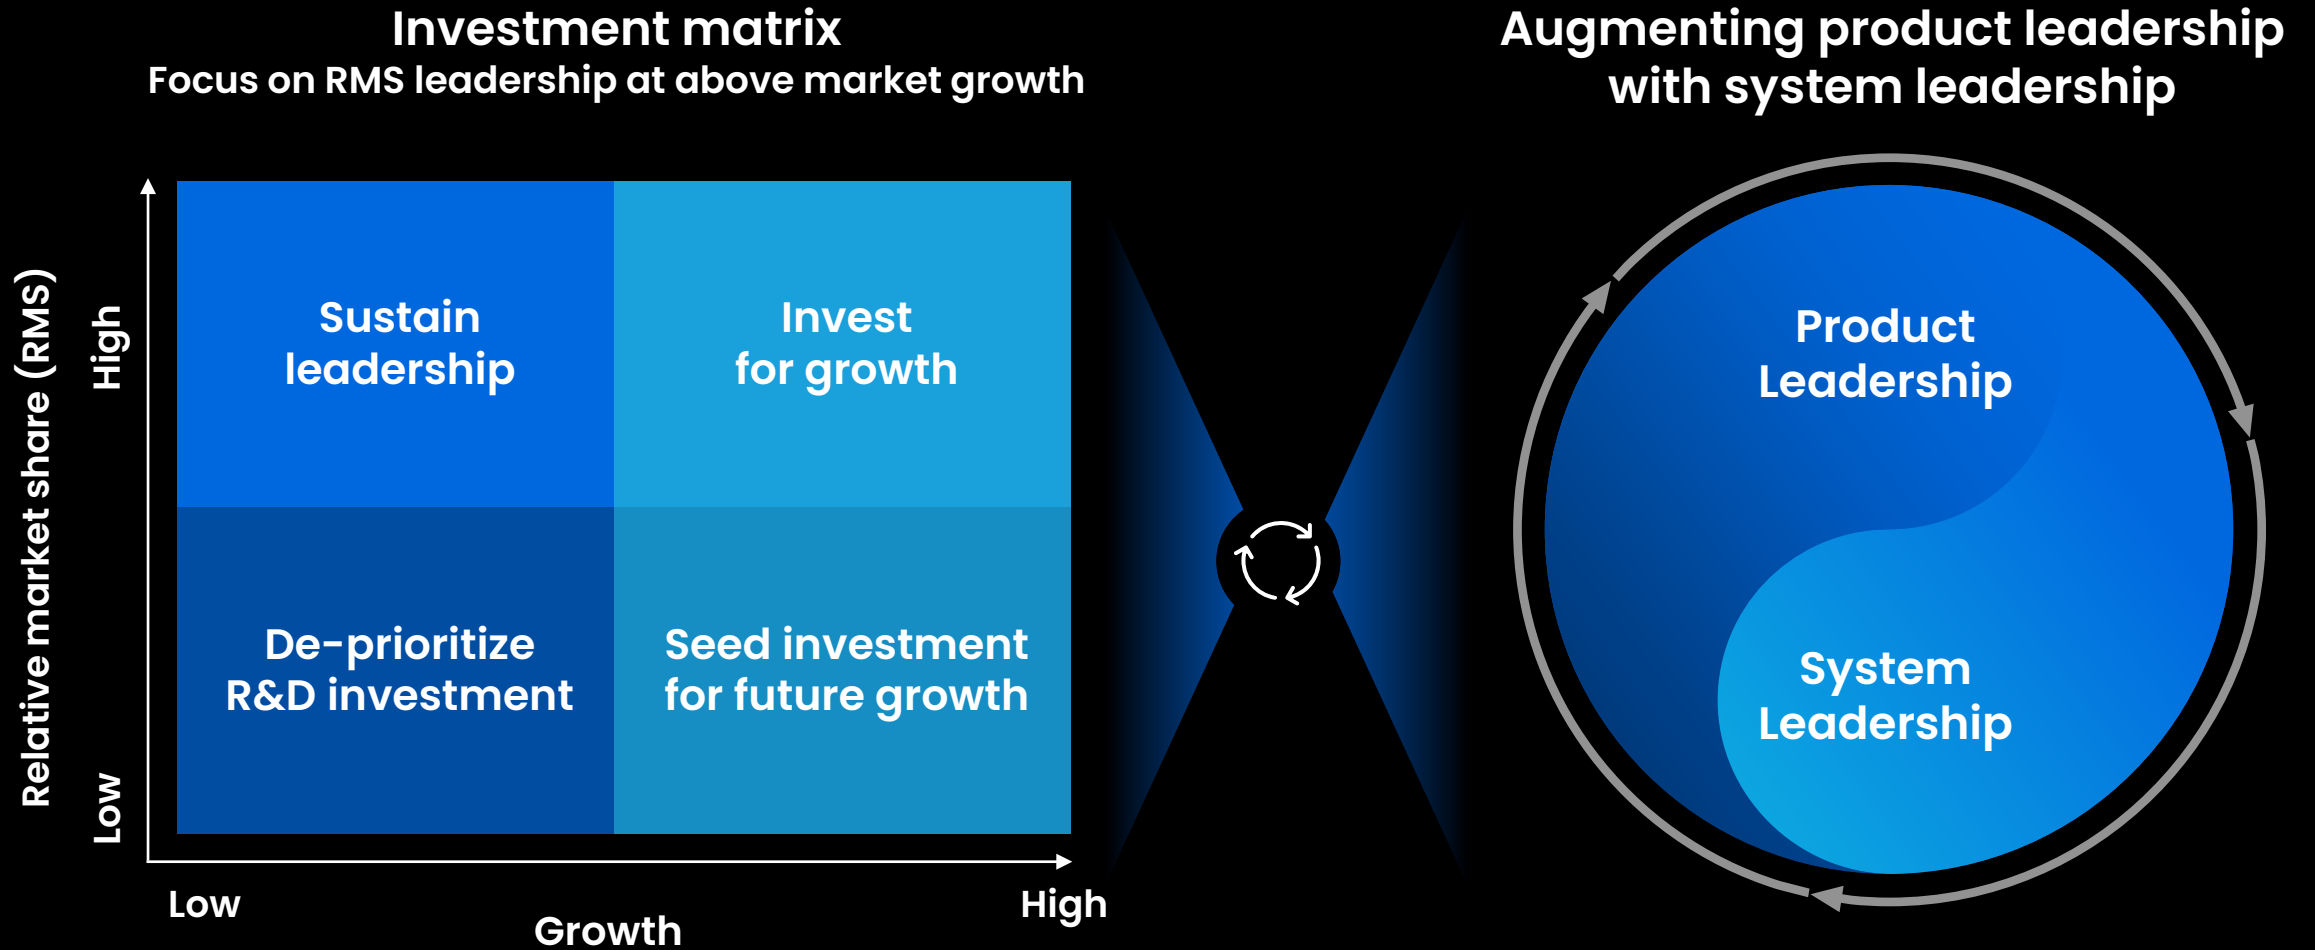 Investment matrix
Focus on RMS leadership at above market growth
Relative market share (RMS)
High
Low
Sustain
leadership
Invest
for growth
De-prioritize
R&D investment
Seed investment
for future growth
Low
Growth
High
Augmenting product leadership
with system leadership
Product
Leadership
System
Leadership